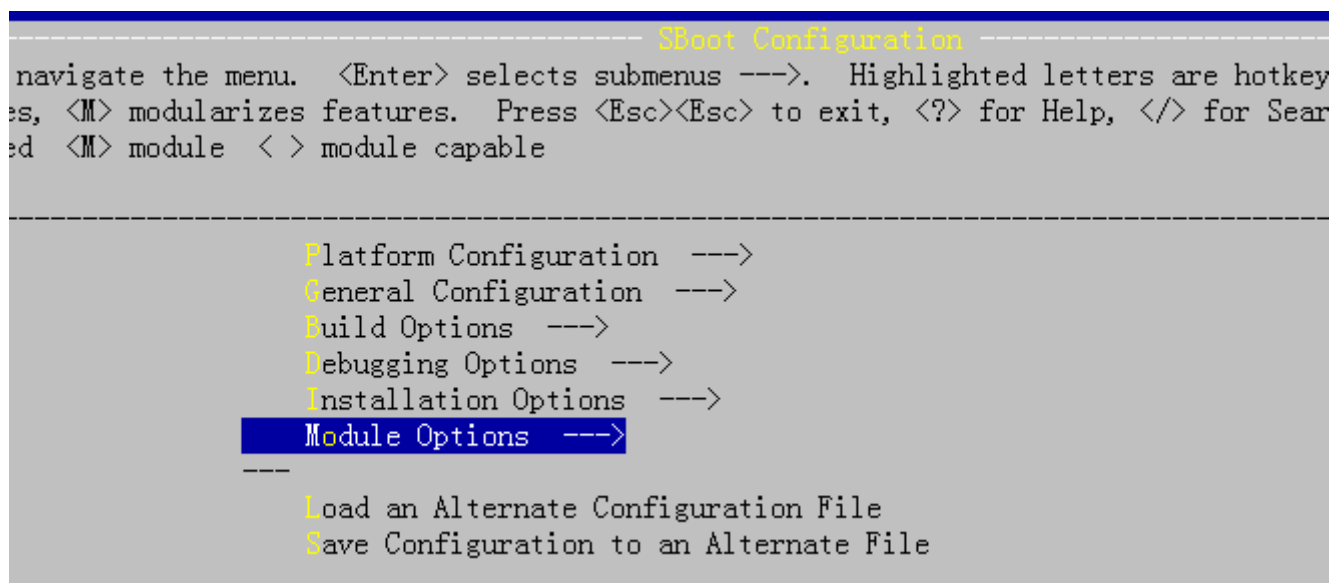 SBoot Configuration
navigate the menu. <Enter> selects submenus --->. Highlighted letters are hotkey
es, <M> modularizes features. Press <Esc><Esc> to exit, <?> for Help, </> for Sear
ed <M> module < > module capable
Platform Configuration --->
General Configuration --->
Build Options --->
Debugging Options --->
Installation Options --->
Module Options --->
---
Load an Alternate Configuration File
Save Configuration to an Alternate File